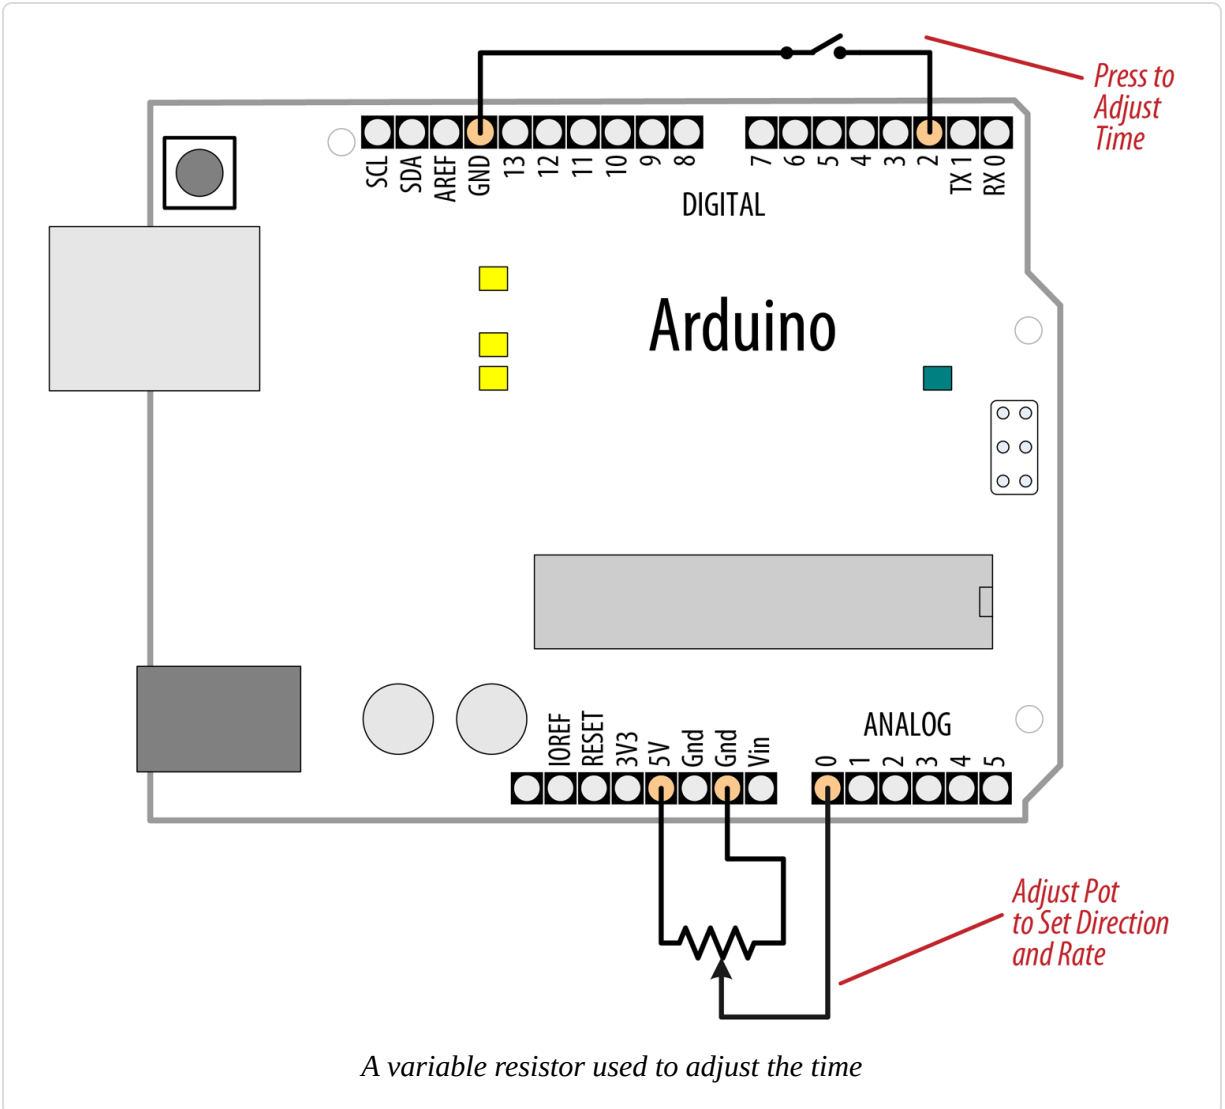 Press to
Adjust
Time
SCL
SDA
AREF
GND
13
12
11
10
9
8
7
6
5
4
3
2
TX 1
RX 0
DIGITAL
Arduino
ANALOG
IOREF
RESET
3V3
5V
Gnd
Gnd
Vin
0
1
2
3
4
5
Adjust Pot
to Set Direction
and Rate
A variable resistor used to adjust the time